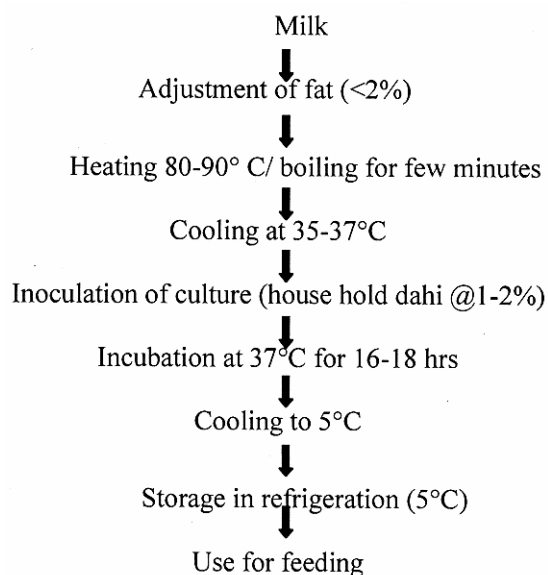 Milk
Adjustment of fat (<2%)
Heating 80-90° C/ boiling for few minutes
Cooling at 35-37°C
Inoculation of culture (house hold dahi @1-2%)
Incubation at 37°C for 16-18 hrs
Cooling to 5°C
Storage in refrigeration (5°C)
Use for feeding